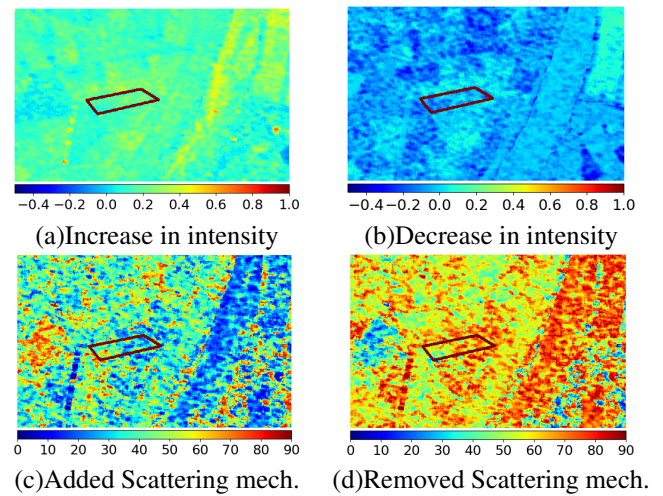 −0.4 −0.2 0.0 0.2 0.4 0.6 0.8 1.0
−0.4 −0.2 0.0 0.2 0.4 0.6 0.8 1.0
(a)Increase in intensity
(b)Decrease in intensity
0 10 20 30 40 50 60 70 80 90
0 10 20 30 40 50 60 70 80 90
(c)Added Scattering mech.
(d)Removed Scattering mech.